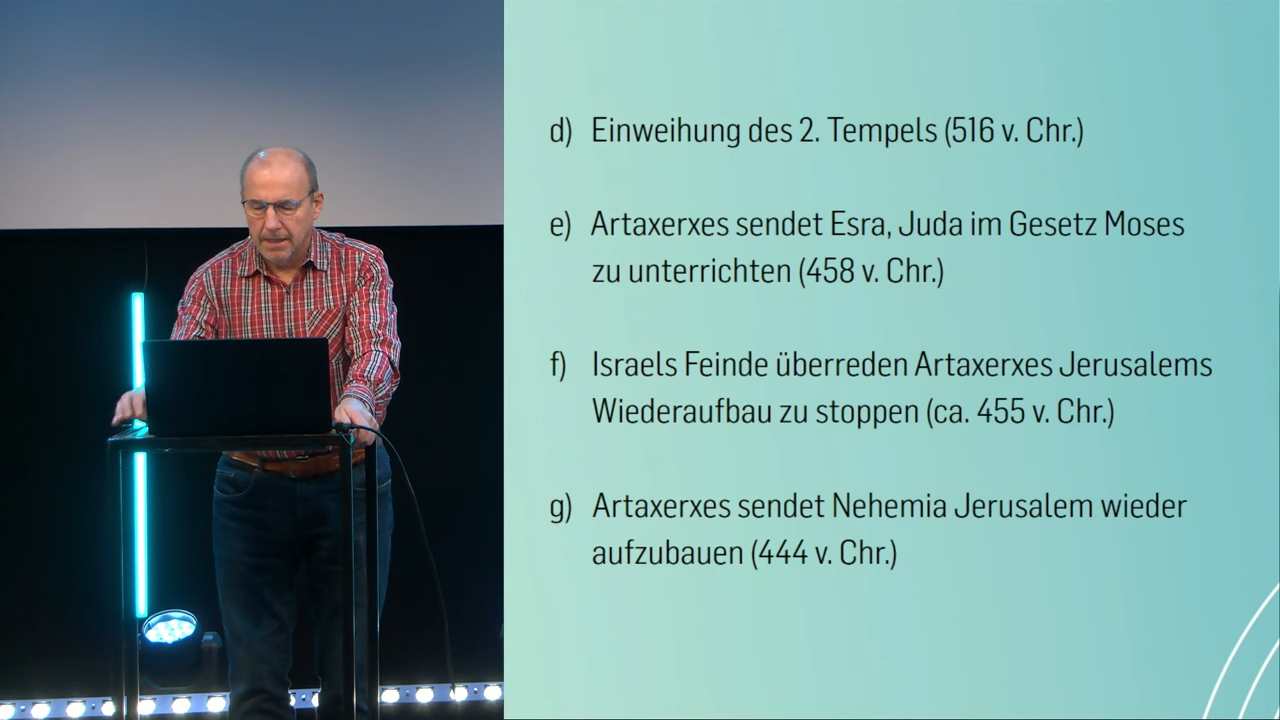 d) Einweihung des 2. Tempels (516 v. Chr.)
e) Artaxerxes sendet Esra, Juda im Gesetz Moses
zu unterrichten (458 v. Chr.)
f) Israels Feinde überreden Artaxerxes Jerusalems
Wiederaufbau zu stoppen (ca. 455 v. Chr.)
g) Artaxerxes sendet Nehemia Jerusalem wieder
aufzubauen (444 v. Chr.)